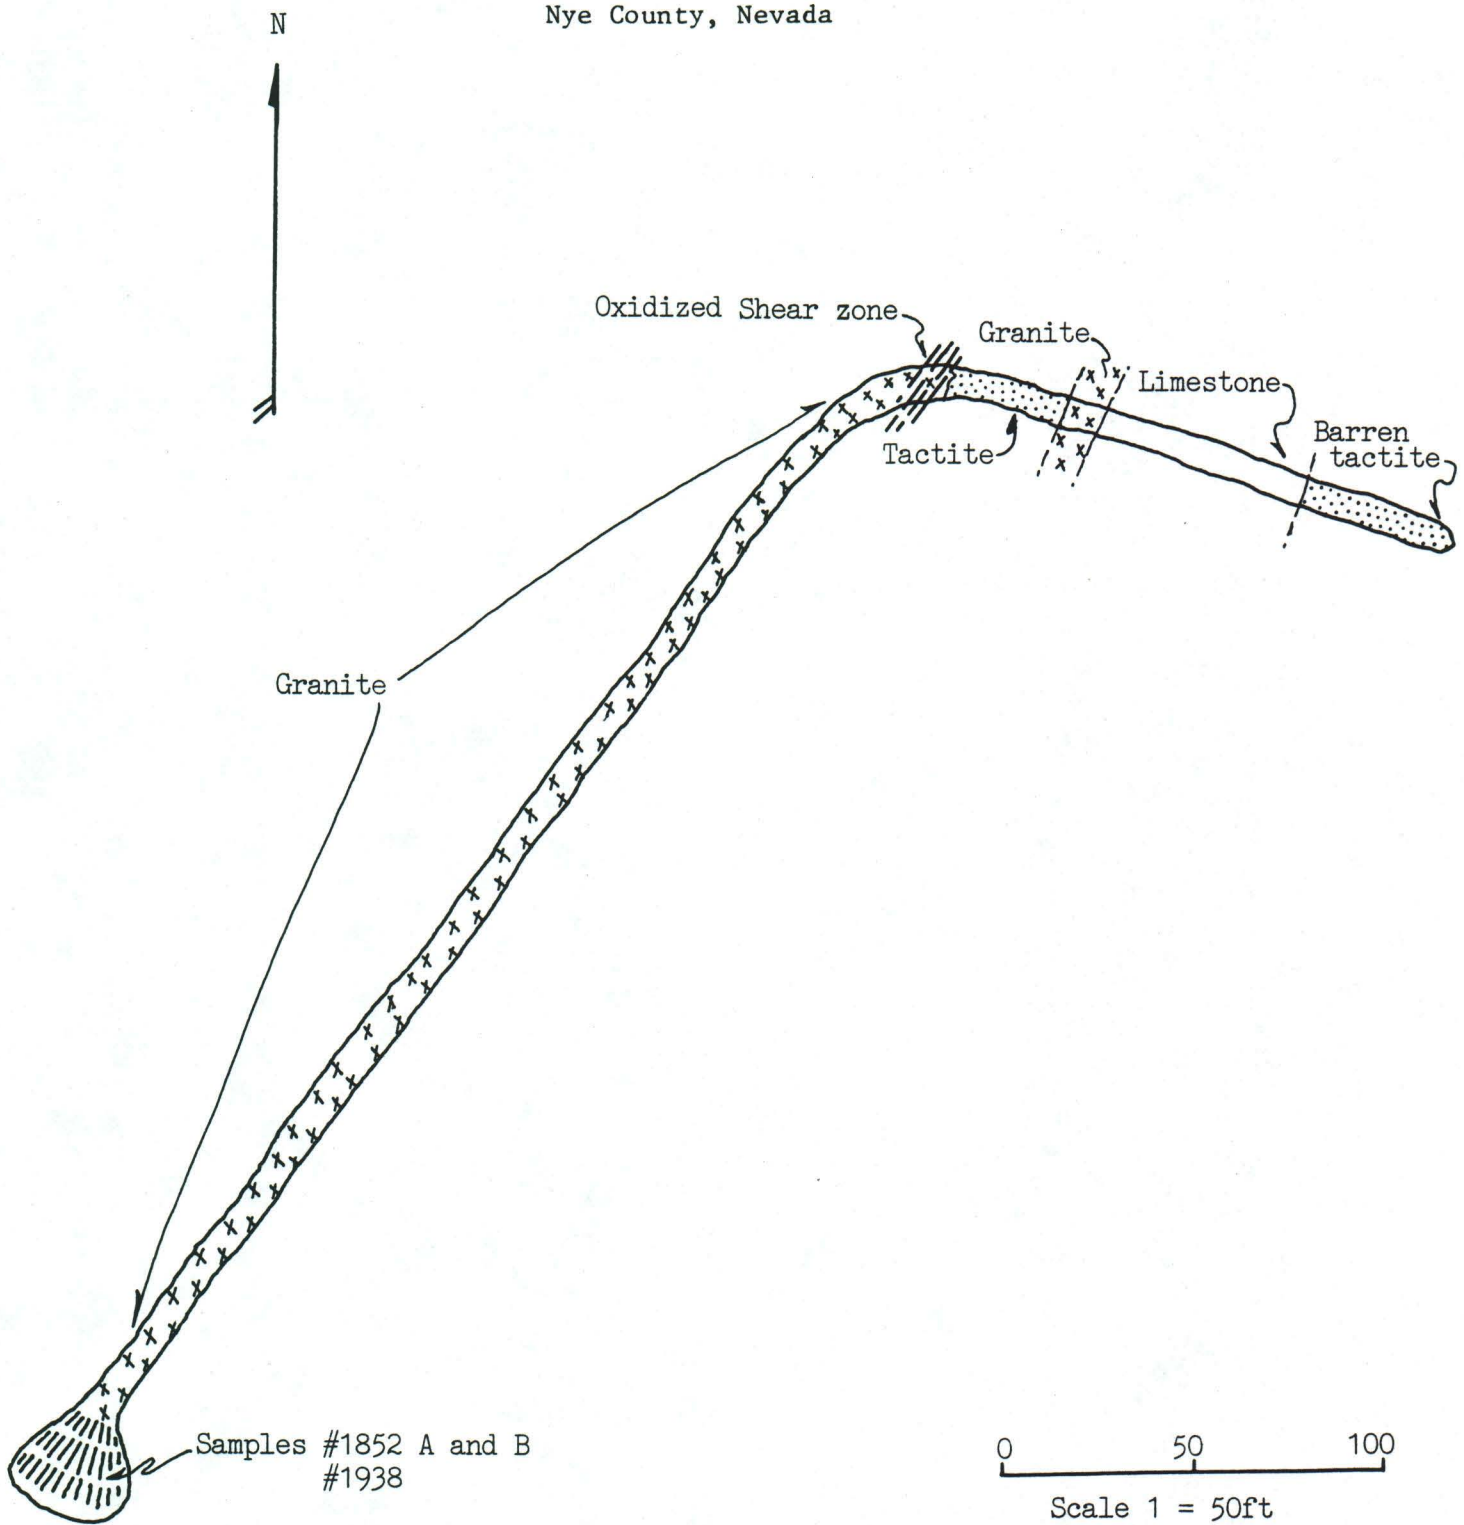 Nye County, Nevada
N
Oxidized Shear zone
Granite
Limestone
Barren
tactite
Tactite
Granite
Samples #1852 A and B
#1938
0 50 100
Scale 1 = 50ft